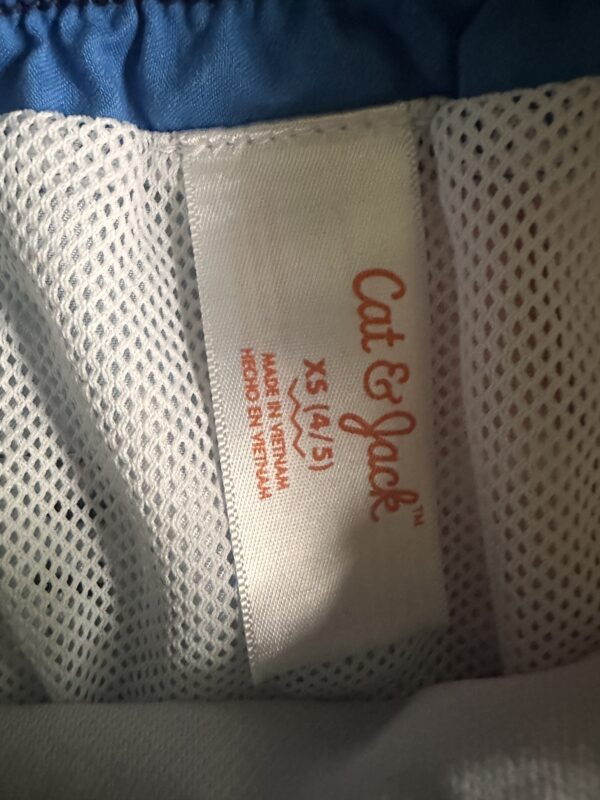 Cat & Jack™
XS (4/5)
MADE IN VIETNAM
HECHO EN VIETNAM